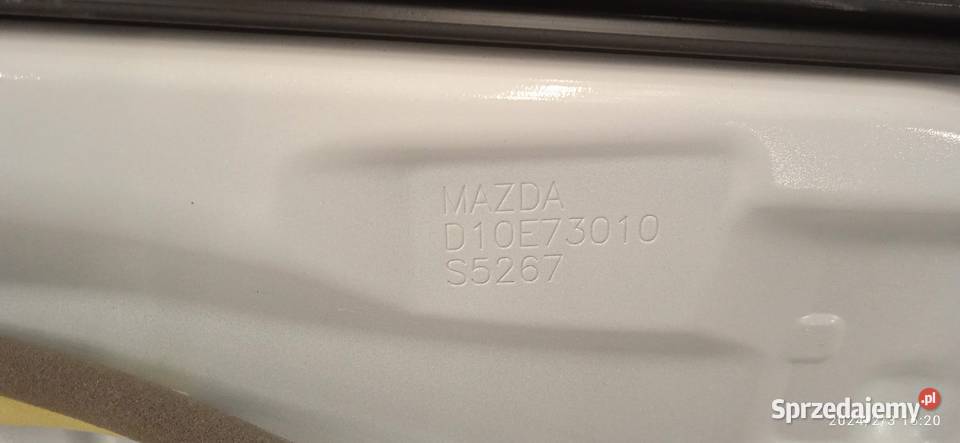 MAZDA
D10E73010
S5267
Sprzedajemy.pl
2024/2/3 16:20